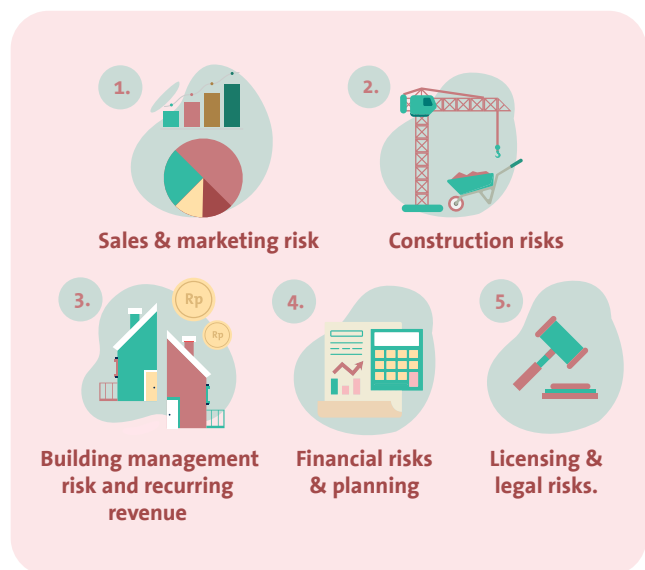 1.
2.
Sales & marketing risk
Construction risks
3.
Rp
Rp
4.
5.
Building management
risk and recurring
revenue
Financial risks
& planning
Licensing &
legal risks.